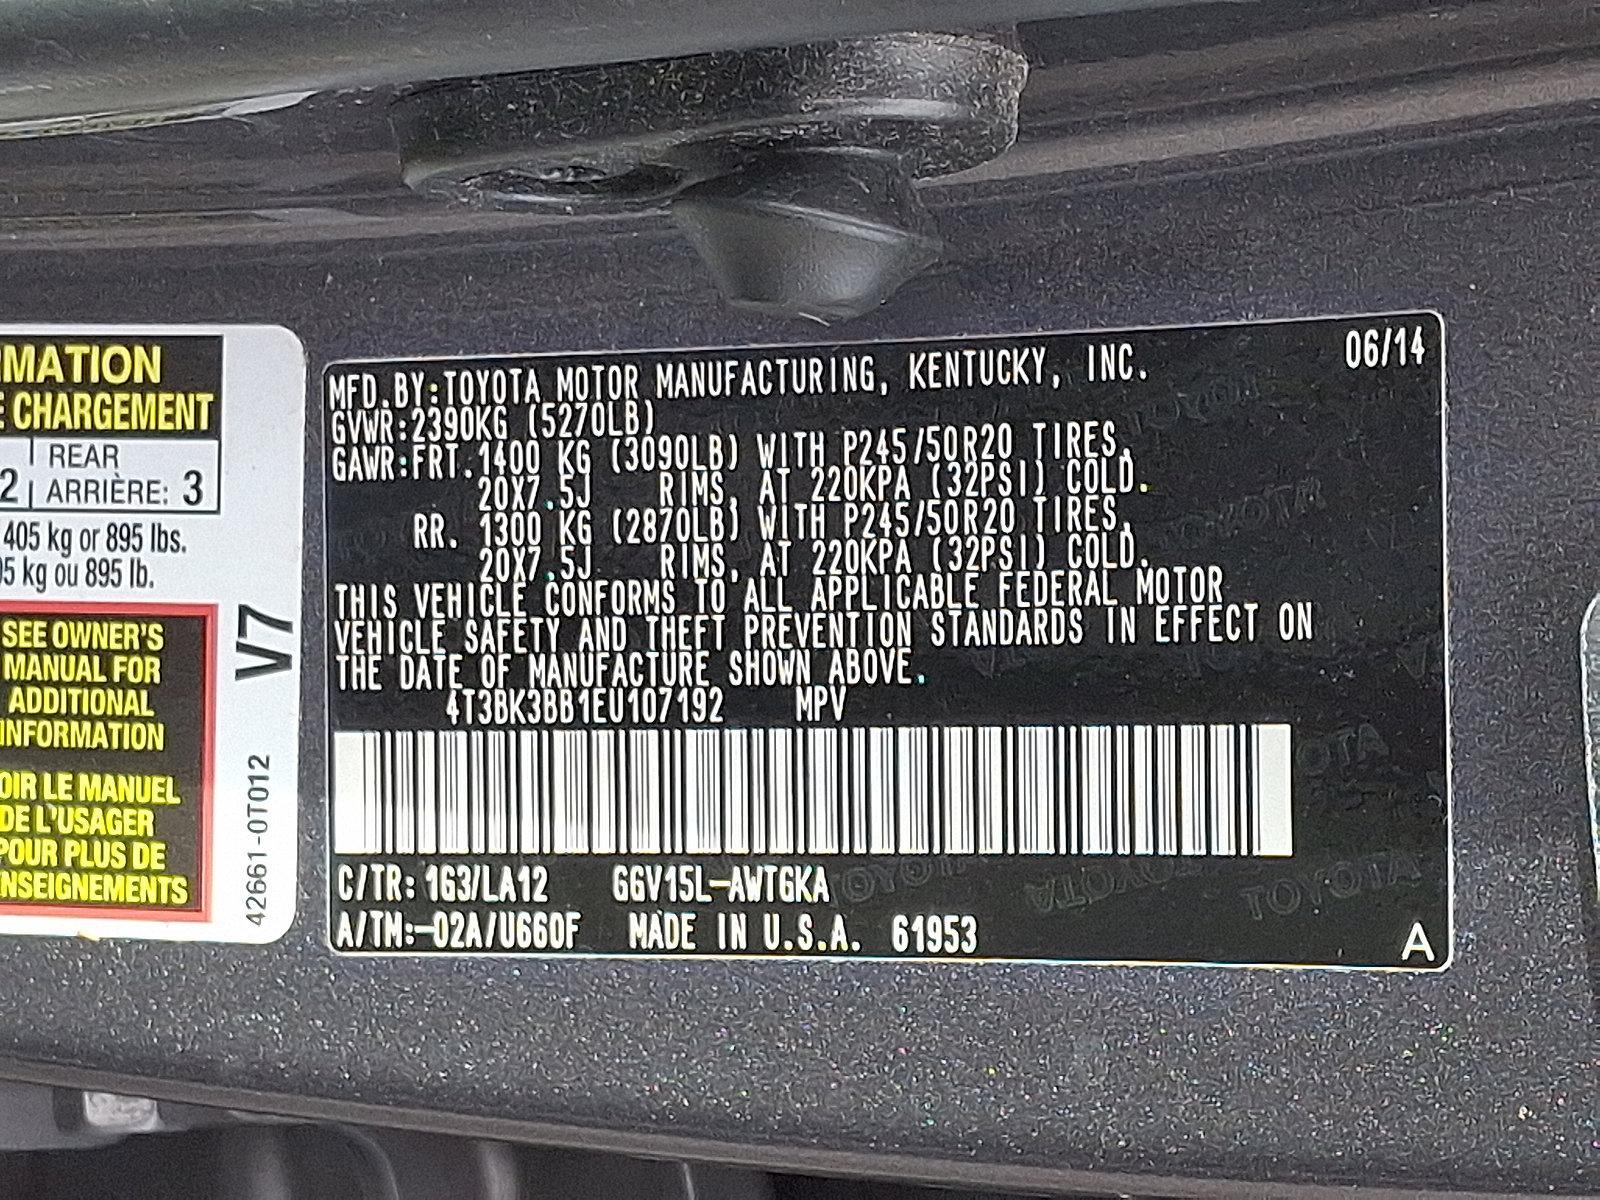 RMATION
E CHARGEMENT
2 REAR
ARRIÈRE: 3
405 kg or 895 lbs.
05 kg ou 895 lb.
SEE OWNER'S
MANUAL FOR
ADDITIONAL
INFORMATION
OIR LE MANUEL
DE L'USAGER
POUR PLUS DE
ENSEIGNEMENTS
V7
42661-0T012
06/14
MFD.BY:TOYOTA MOTOR MANUFACTURING, KENTUCKY, INC.
GVWR:2390KG (5270LB)
GAWR:FRT.1400 KG (3090LB) WITH P245/50R20 TIRES,
20X7.5J RIMS, AT 220KPA (32PSI) COLD.
RR. 1300 KG (2870LB) WITH P245/50R20 TIRES,
20X7.5J RIMS, AT 220KPA (32PSI) COLD.
THIS VEHICLE CONFORMS TO ALL APPLICABLE FEDERAL MOTOR
VEHICLE SAFETY AND THEFT PREVENTION STANDARDS IN EFFECT ON
THE DATE OF MANUFACTURE SHOWN ABOVE.
4T3BK3BB1EU107192 MPV
C/TR: 1G3/LA12 GGV15L-AWTGKA
A/TM:-02A/U660F MADE IN U.S.A. 61953
A